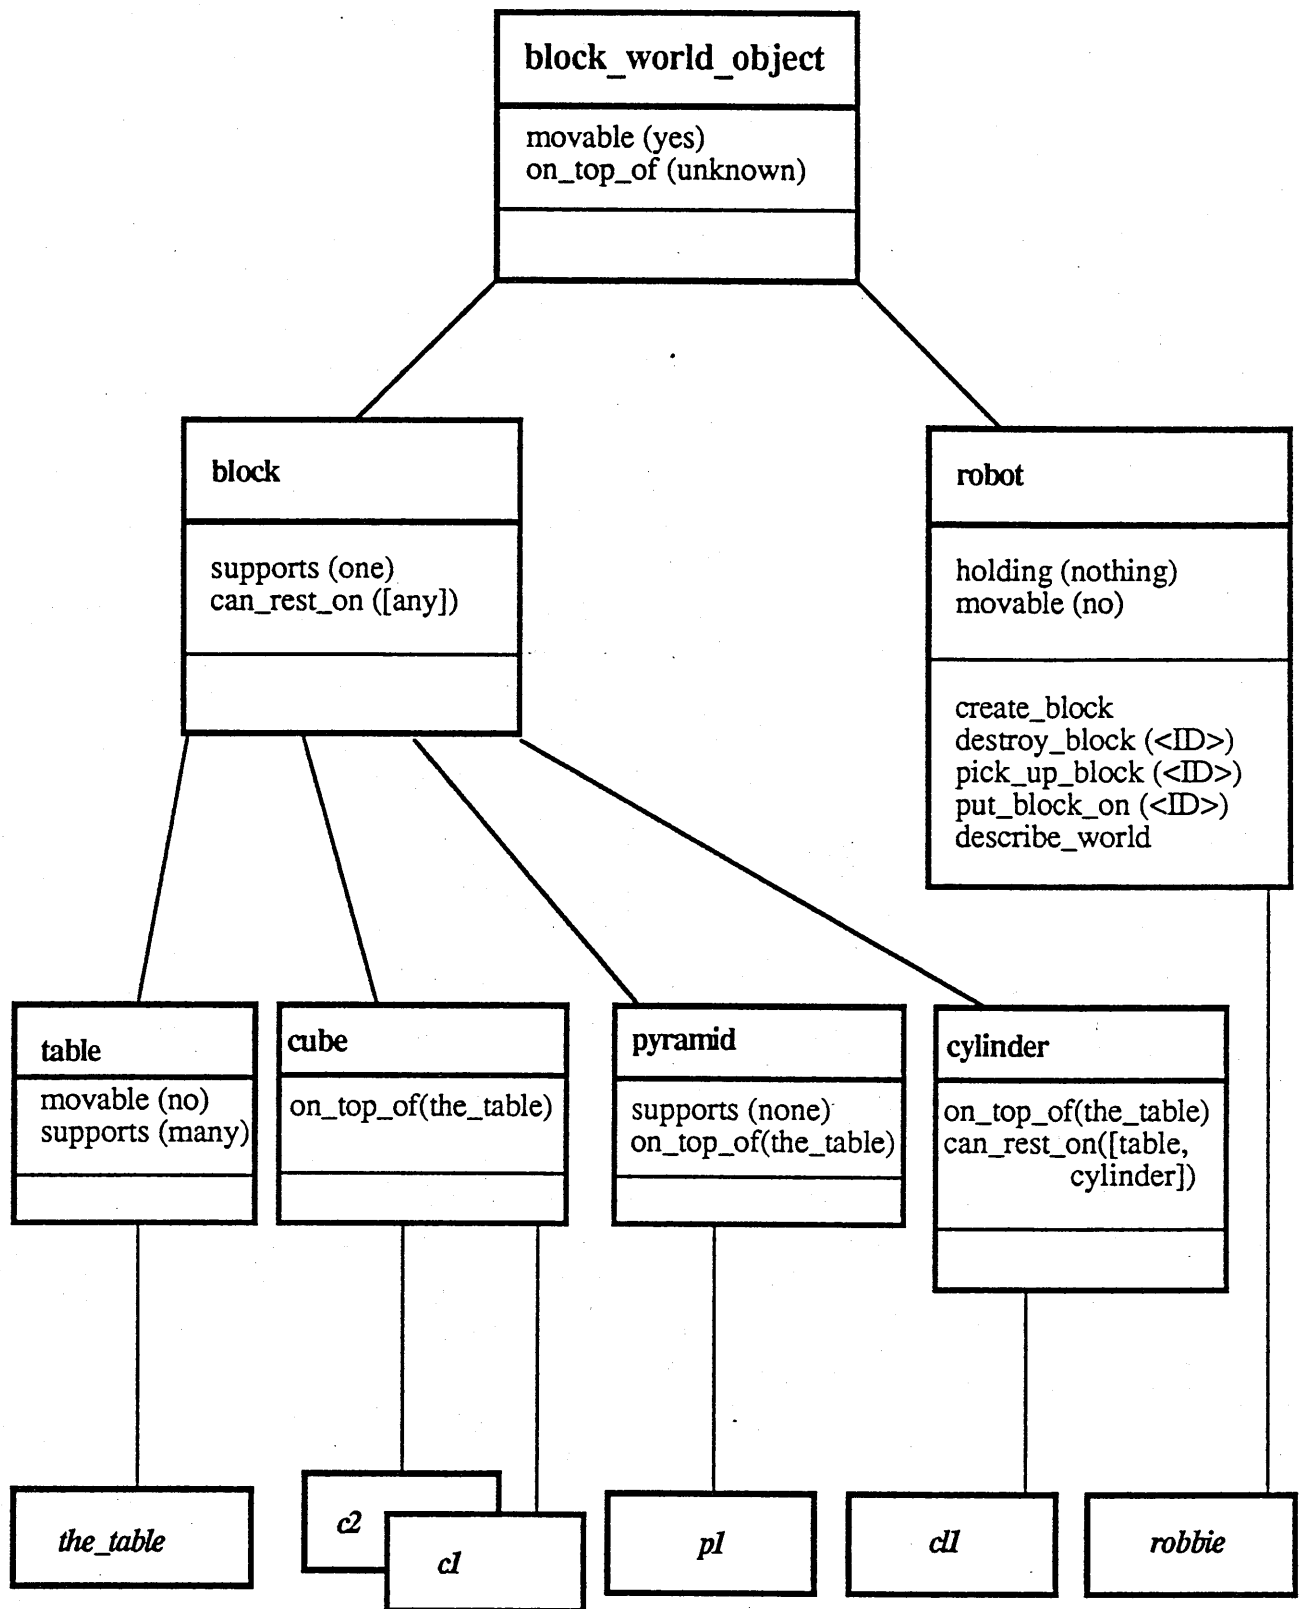 block_world_object
movable (yes)
on_top_of (unknown)
block
supports (one)
can_rest_on ([any])
robot
holding (nothing)
movable (no)
create_block
destroy_block (<ID>)
pick_up_block (<ID>)
put_block_on (<ID>)
describe_world
table
movable (no)
supports (many)
cube
on_top_of(the_table)
pyramid
supports (none)
on_top_of(the_table)
cylinder
on_top_of(the_table)
can_rest_on([table,
cylinder])
the_table
c2
c1
p1
cl1
robbie